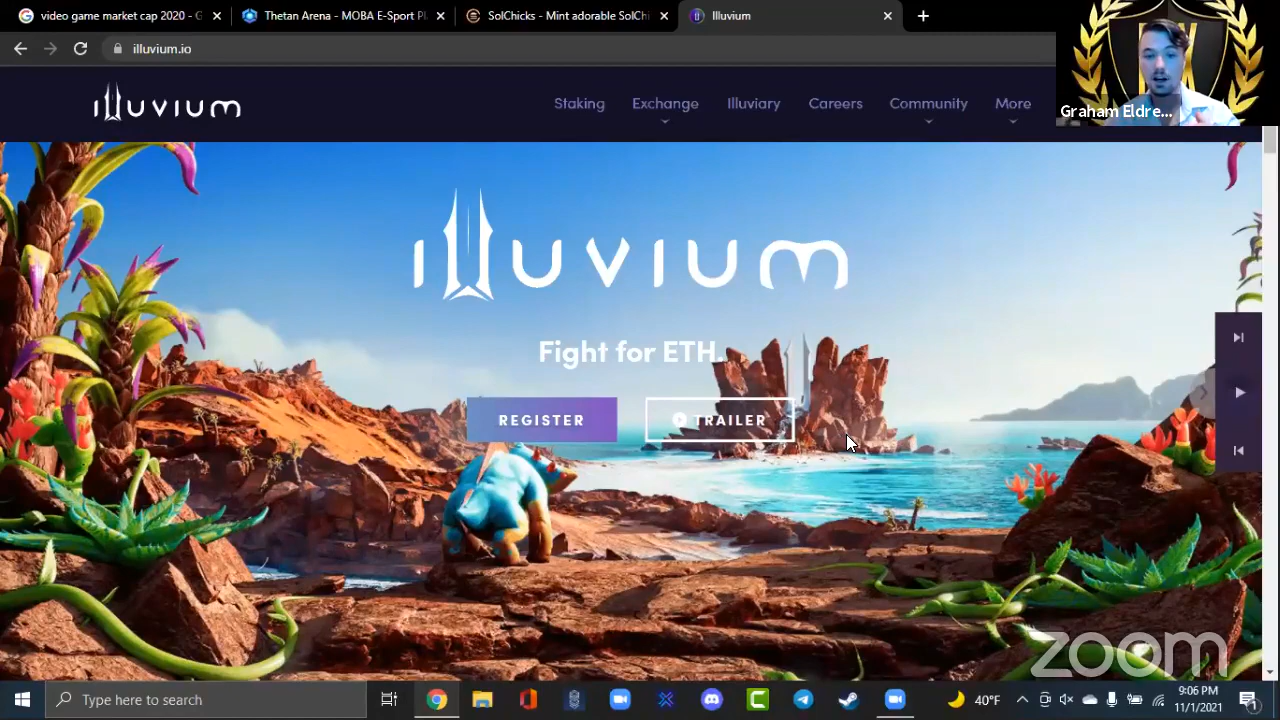 video game market cap 2020 - G
Thetan Arena - MOBA E-Sport Pl
SolChicks - Mint adorable SolChi
Illuvium
illuvium.io
illuvium
Staking
Exchange
Illuviary
Careers
Community
More
Graham Eldre...
illuvium
Fight for ETH.
REGISTER
TRAILER
zoom
Type here to search
40°F
9:06 PM
11/1/2021
1